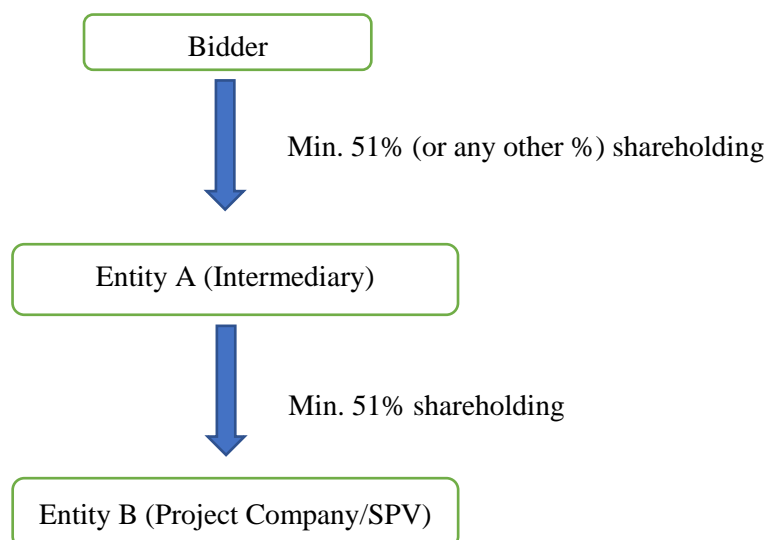 Bidder
Min. 51% (or any other %) shareholding
Entity A (Intermediary)
Min. 51% shareholding
Entity B (Project Company/SPV)